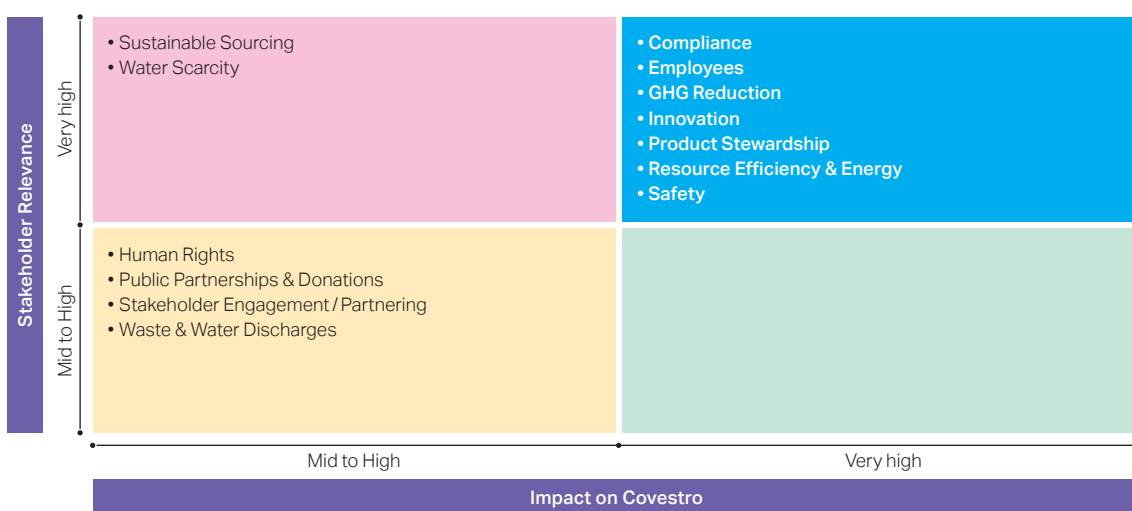 Stakeholder Relevance
Very high
Mid to High
• Sustainable Sourcing
• Water Scarcity
• Compliance
• Employees
• GHG Reduction
• Innovation
• Product Stewardship
• Resource Efficiency & Energy
• Safety
• Human Rights
• Public Partnerships & Donations
• Stakeholder Engagement / Partnering
• Waste & Water Discharges
Mid to High
Very high
Impact on Covestro